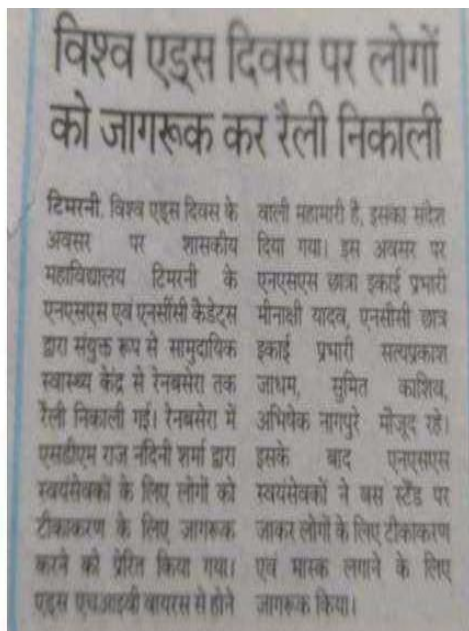 विश्व एड्स दिवस पर लोगों
को जागरूक कर रैली निकाली
टिमरनी. विश्व एड्स दिवस के
अवसर पर शासकीय
महाविद्यालय टिमरनी के
एनएसएस एवं एनसीसी कैडेट्स
द्वारा संयुक्त रूप से सामुदायिक
स्वास्थ्य केंद्र से रेनबसेरा तक
रैली निकाली गई। रेनबसेरा में
एसडीएम राज नंदिनी शर्मा द्वारा
स्वयंसेवकों के लिए लोगों को
टीकाकरण के लिए जागरूक
करने को प्रेरित किया गया।
एड्स एचआइवी वायरस से होने
वाली महामारी है, इसका संदेश
दिया गया। इस अवसर पर
एनएसएस छात्रा इकाई प्रभारी
मीनाक्षी यादव, एनसीसी छात्र
इकाई प्रभारी सत्यप्रकाश
जाधम, सुमित काशिव,
अभिषेक नागपुरे मौजूद रहे।
इसके बाद एनएसएस
स्वयंसेवकों ने बस स्टैंड पर
जाकर लोगों के लिए टीकाकरण
एवं मास्क लगाने के लिए
जागरूक किया।